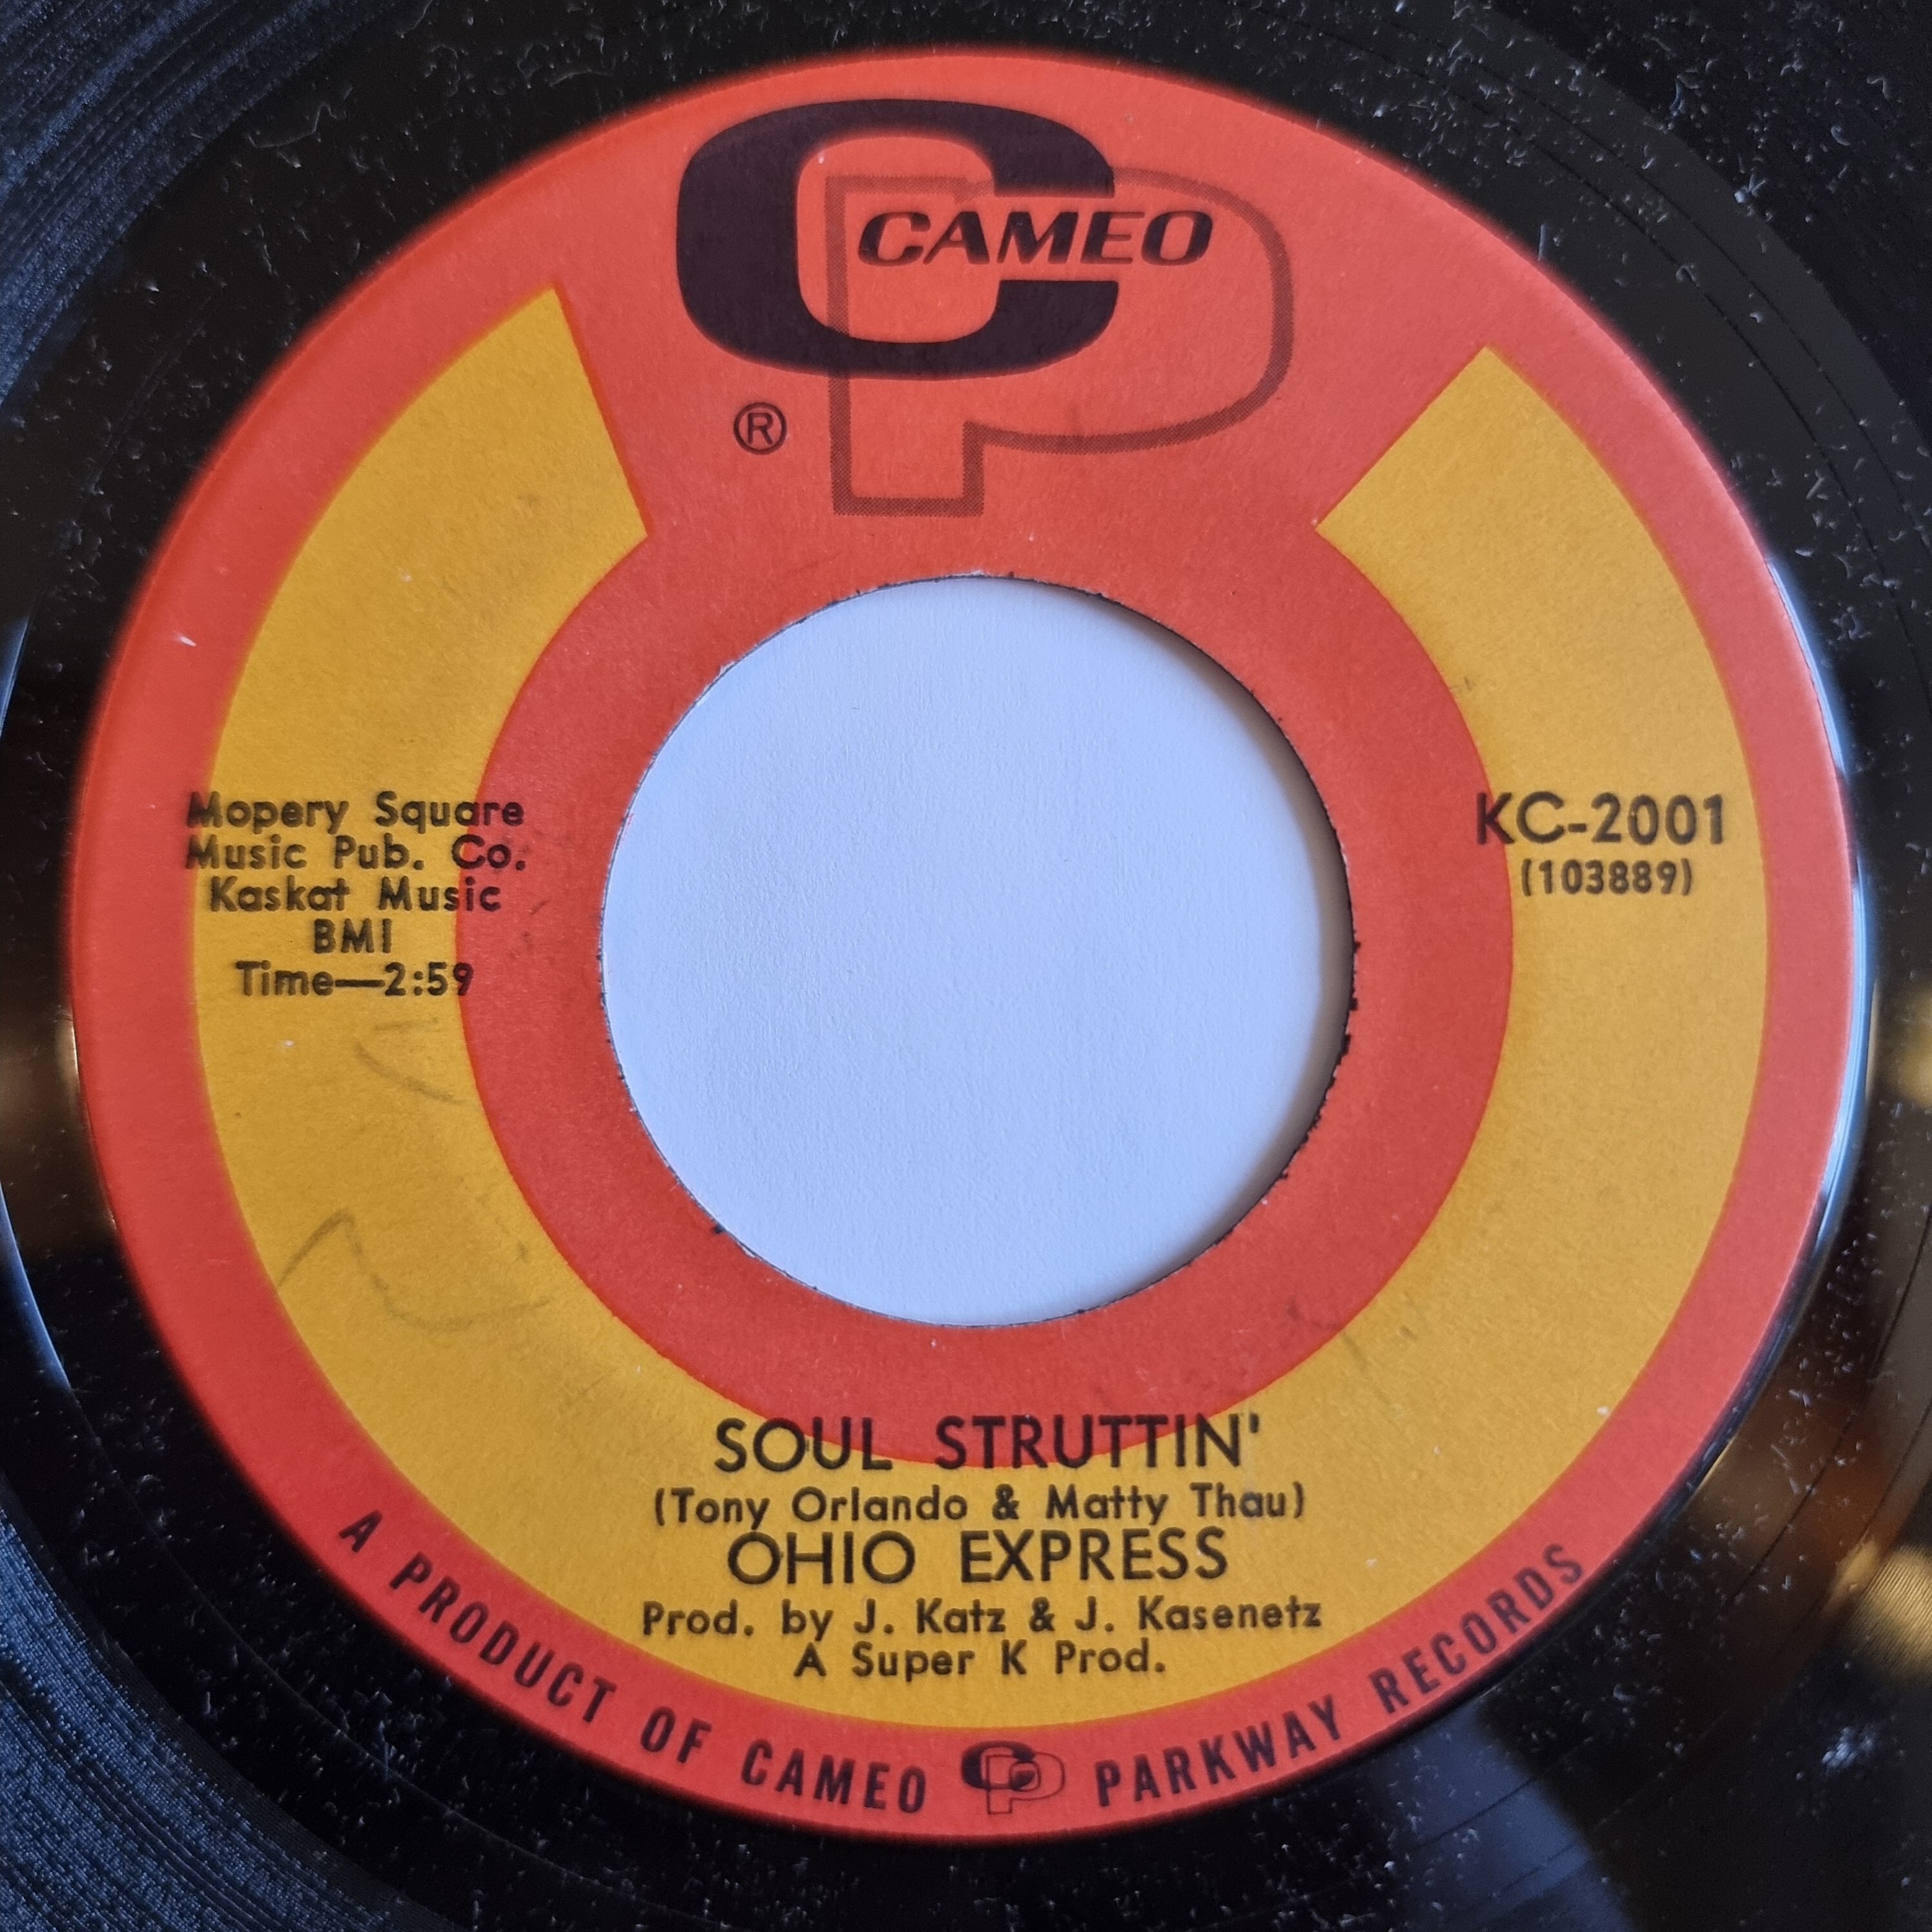 CAMEO
®
Mopery Square
Music Pub. Co.
Kaskat Music
BMI
Time—2:59
KC-2001
(103889)
SOUL STRUTTIN'
(Tony Orlando & Matty Thau)
OHIO EXPRESS
Prod. by J. Katz & J. Kasenetz
A Super K Prod.
A PRODUCT OF CAMEO CP PARKWAY RECORDS